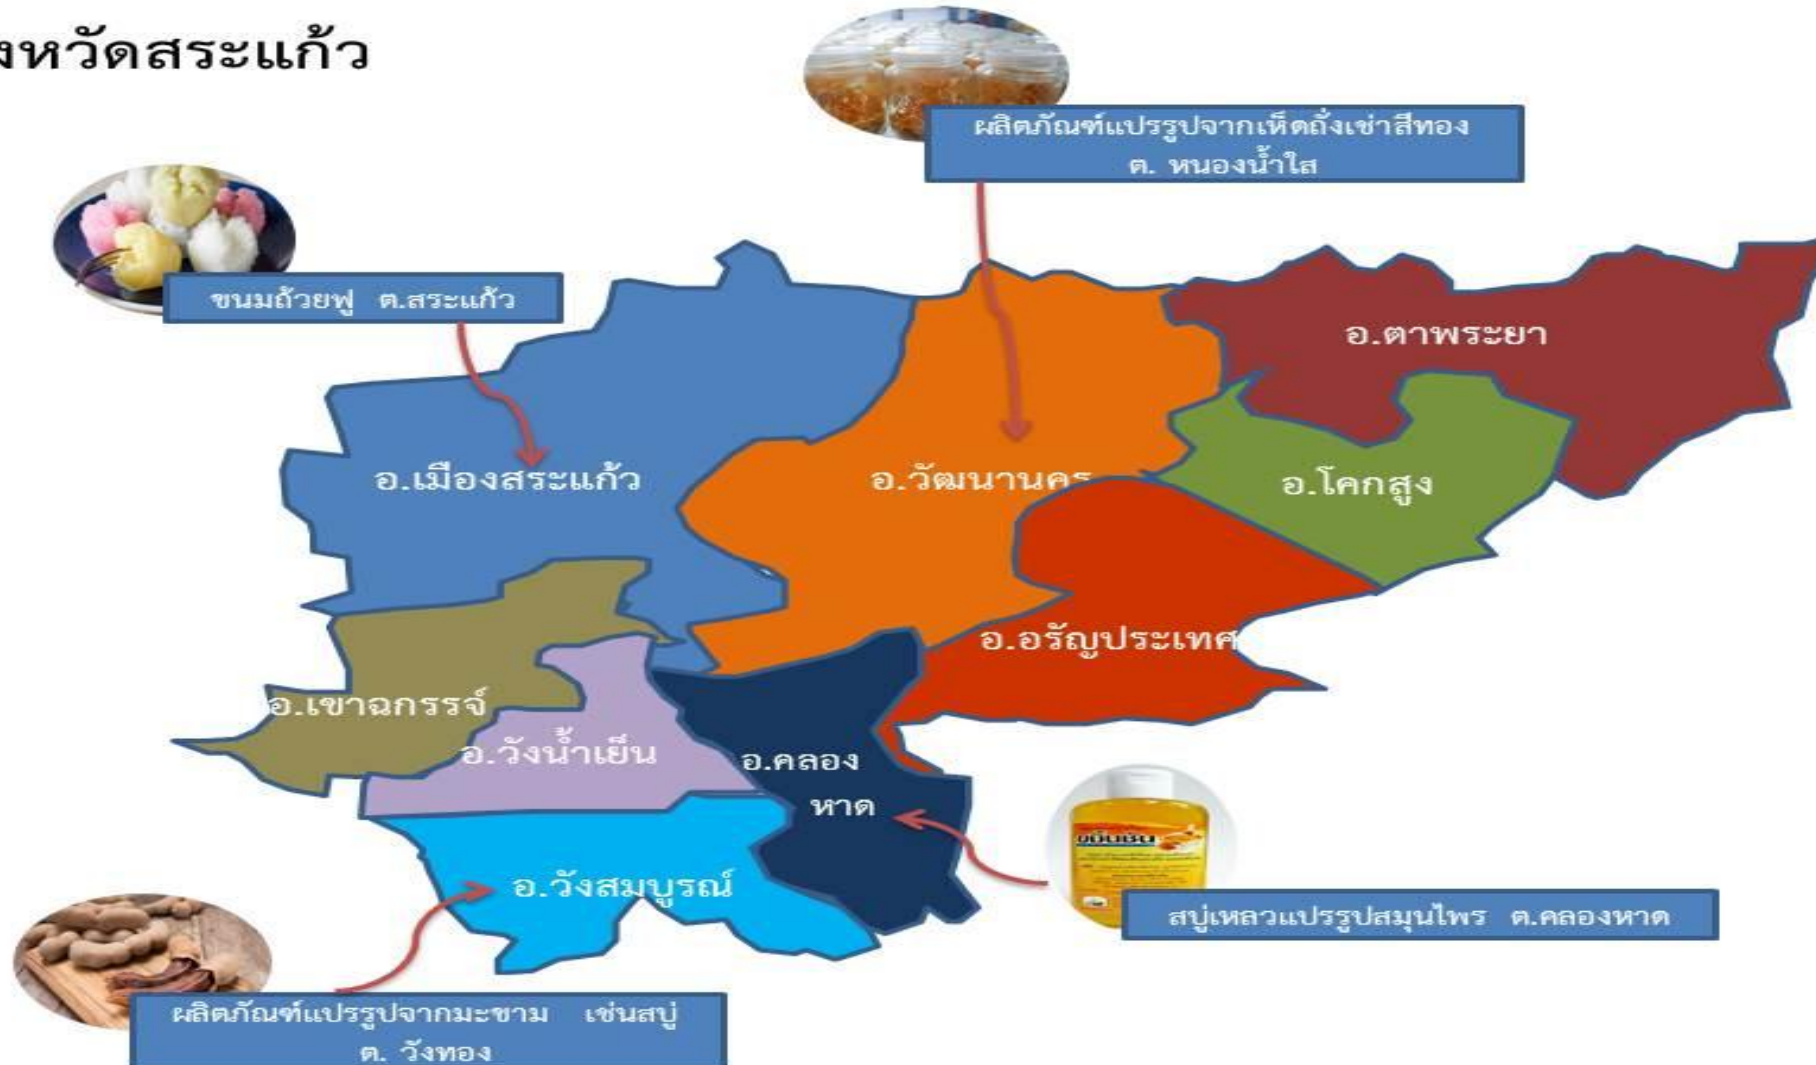 งหวัดสระแก้ว
ผลิตภัณฑ์แปรรูปจากเห็ดถั่งเช่าสีทอง
ต. หนองน้ำใส
ขนมถ้วยฟู ต.สระแก้ว
อ.ตาพระยา
อ.เมืองสระแก้ว
อ.วัฒนานคร
อ.โคกสูง
อ.อรัญประเทศ
อ.เขาฉกรรจ์
อ.วังน้ำเย็น
อ.คลอง
หาด
ขมิ้นชัน
อ.วังสมบูรณ์
สบู่เหลวแปรรูปสมุนไพร ต.คลองหาด
ผลิตภัณฑ์แปรรูปจากมะขาม เช่นสบู่
ต. วังทอง